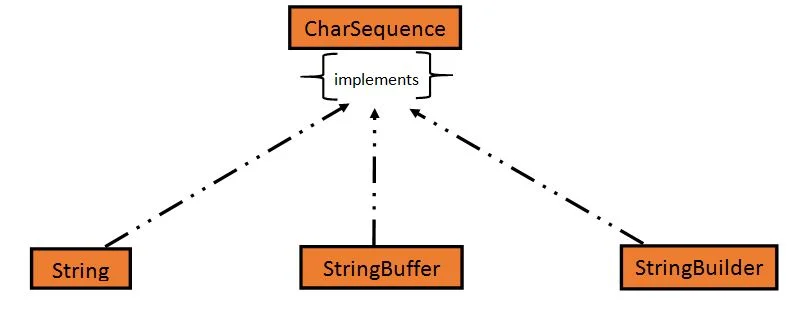 CharSequence
implements
String
StringBuffer
StringBuilder